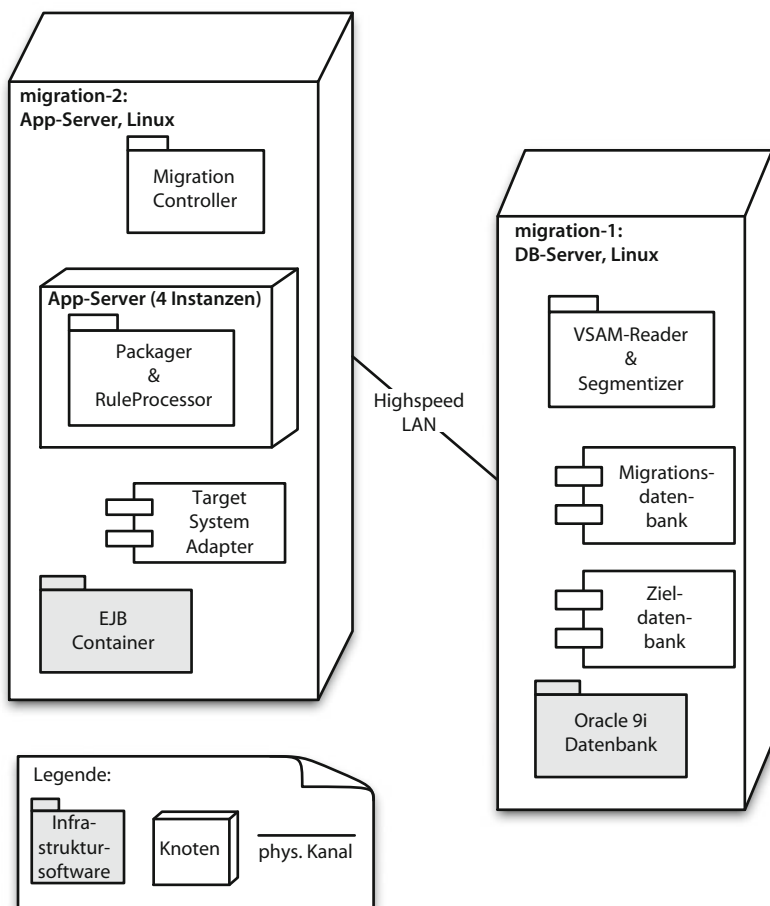 migration-2:
App-Server, Linux
Migration
Controller
App-Server (4 Instanzen)
Packager
&
RuleProcessor
Target
System
Adapter
EJB
Container
Highspeed
LAN
migration-1:
DB-Server, Linux
VSAM-Reader
&
Segmentizer
Migrations-
daten-
bank
Ziel-
daten-
bank
Oracle 9i
Datenbank
Legende:
Infra-
struktur-
software
Knoten
phys. Kanal